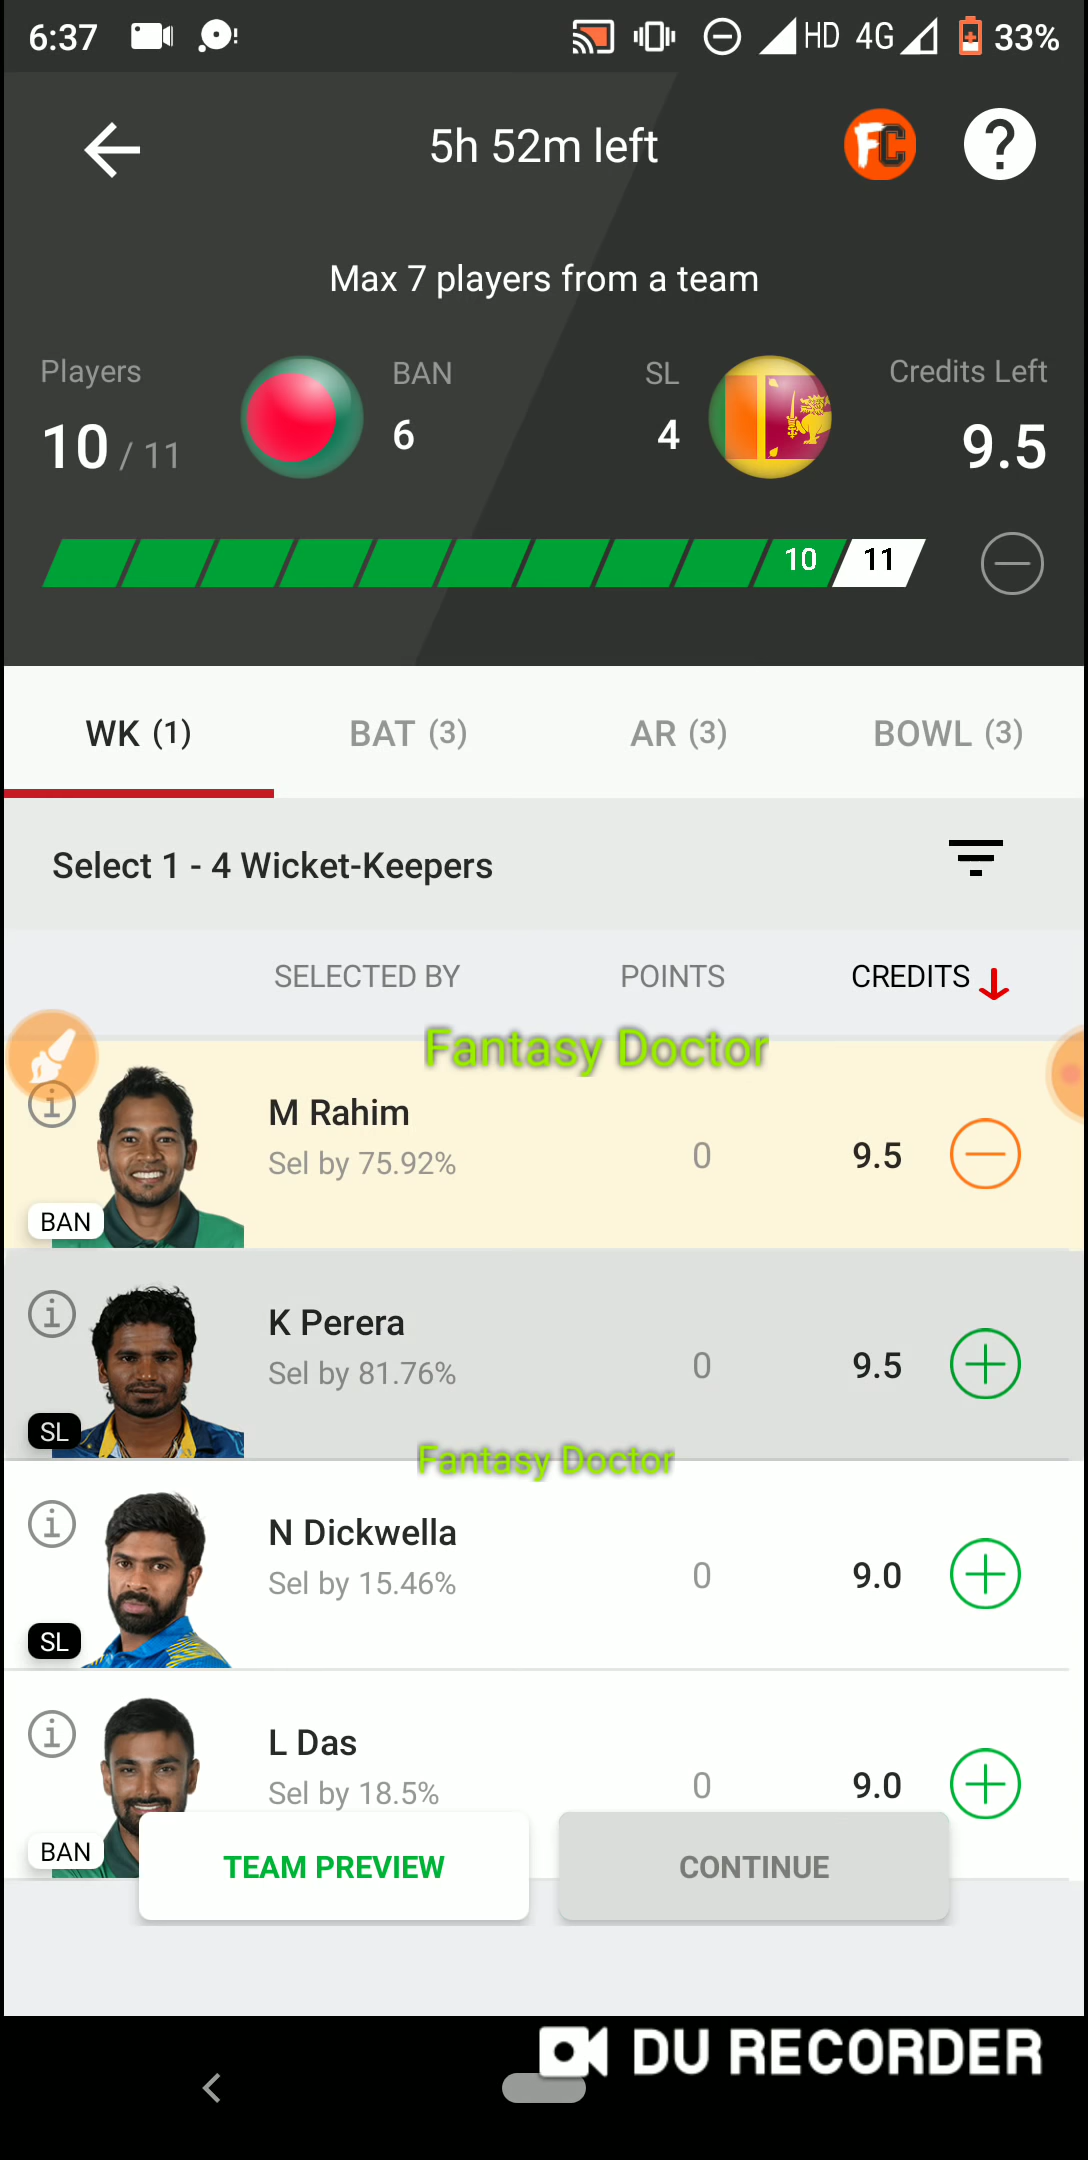 6:37
HD 4G 33%
5h 52m left
FC
?
Max 7 players from a team
Players BAN SL Credits Left
10 / 11 6 4 9.5
10 11
WK (1) BAT (3) AR (3) BOWL (3)
Select 1 - 4 Wicket-Keepers
SELECTED BY POINTS CREDITS
Fantasy Doctor
M Rahim
Sel by 75.92% 0 9.5
BAN
K Perera
Sel by 81.76% 0 9.5
SL
Fantasy Doctor
N Dickwella
Sel by 15.46% 0 9.0
SL
L Das
Sel by 18.5% 0 9.0
BAN
TEAM PREVIEW CONTINUE
DU RECORDER